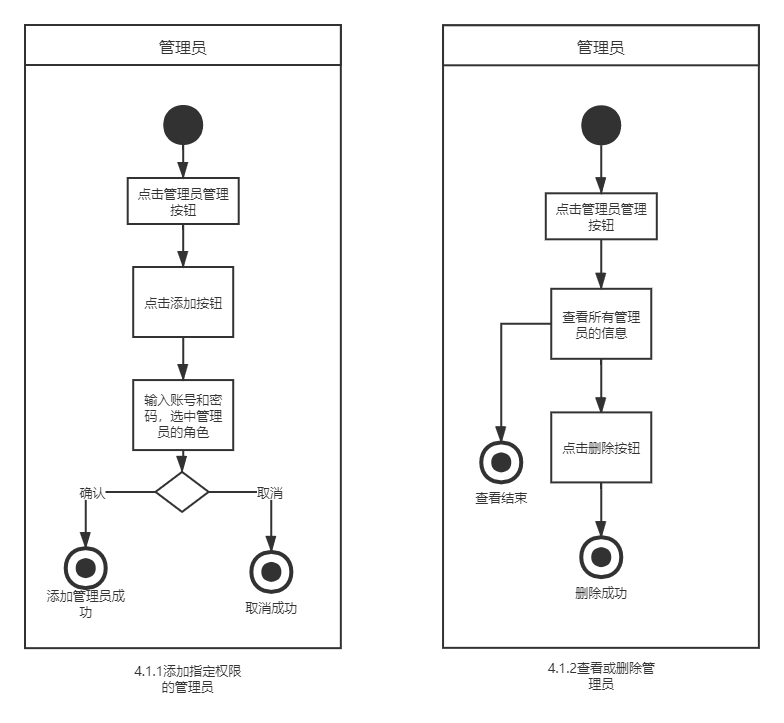 管理员
点击管理员管理
按钮
点击添加按钮
输入账号和密
码，选中管理
员的角色
确认
取消
添加管理员成
功
取消成功
4.1.1添加指定权限
的管理员
管理员
点击管理员管理
按钮
查看所有管理
员的信息
点击删除按钮
查看结束
删除成功
4.1.2查看或删除管
理员